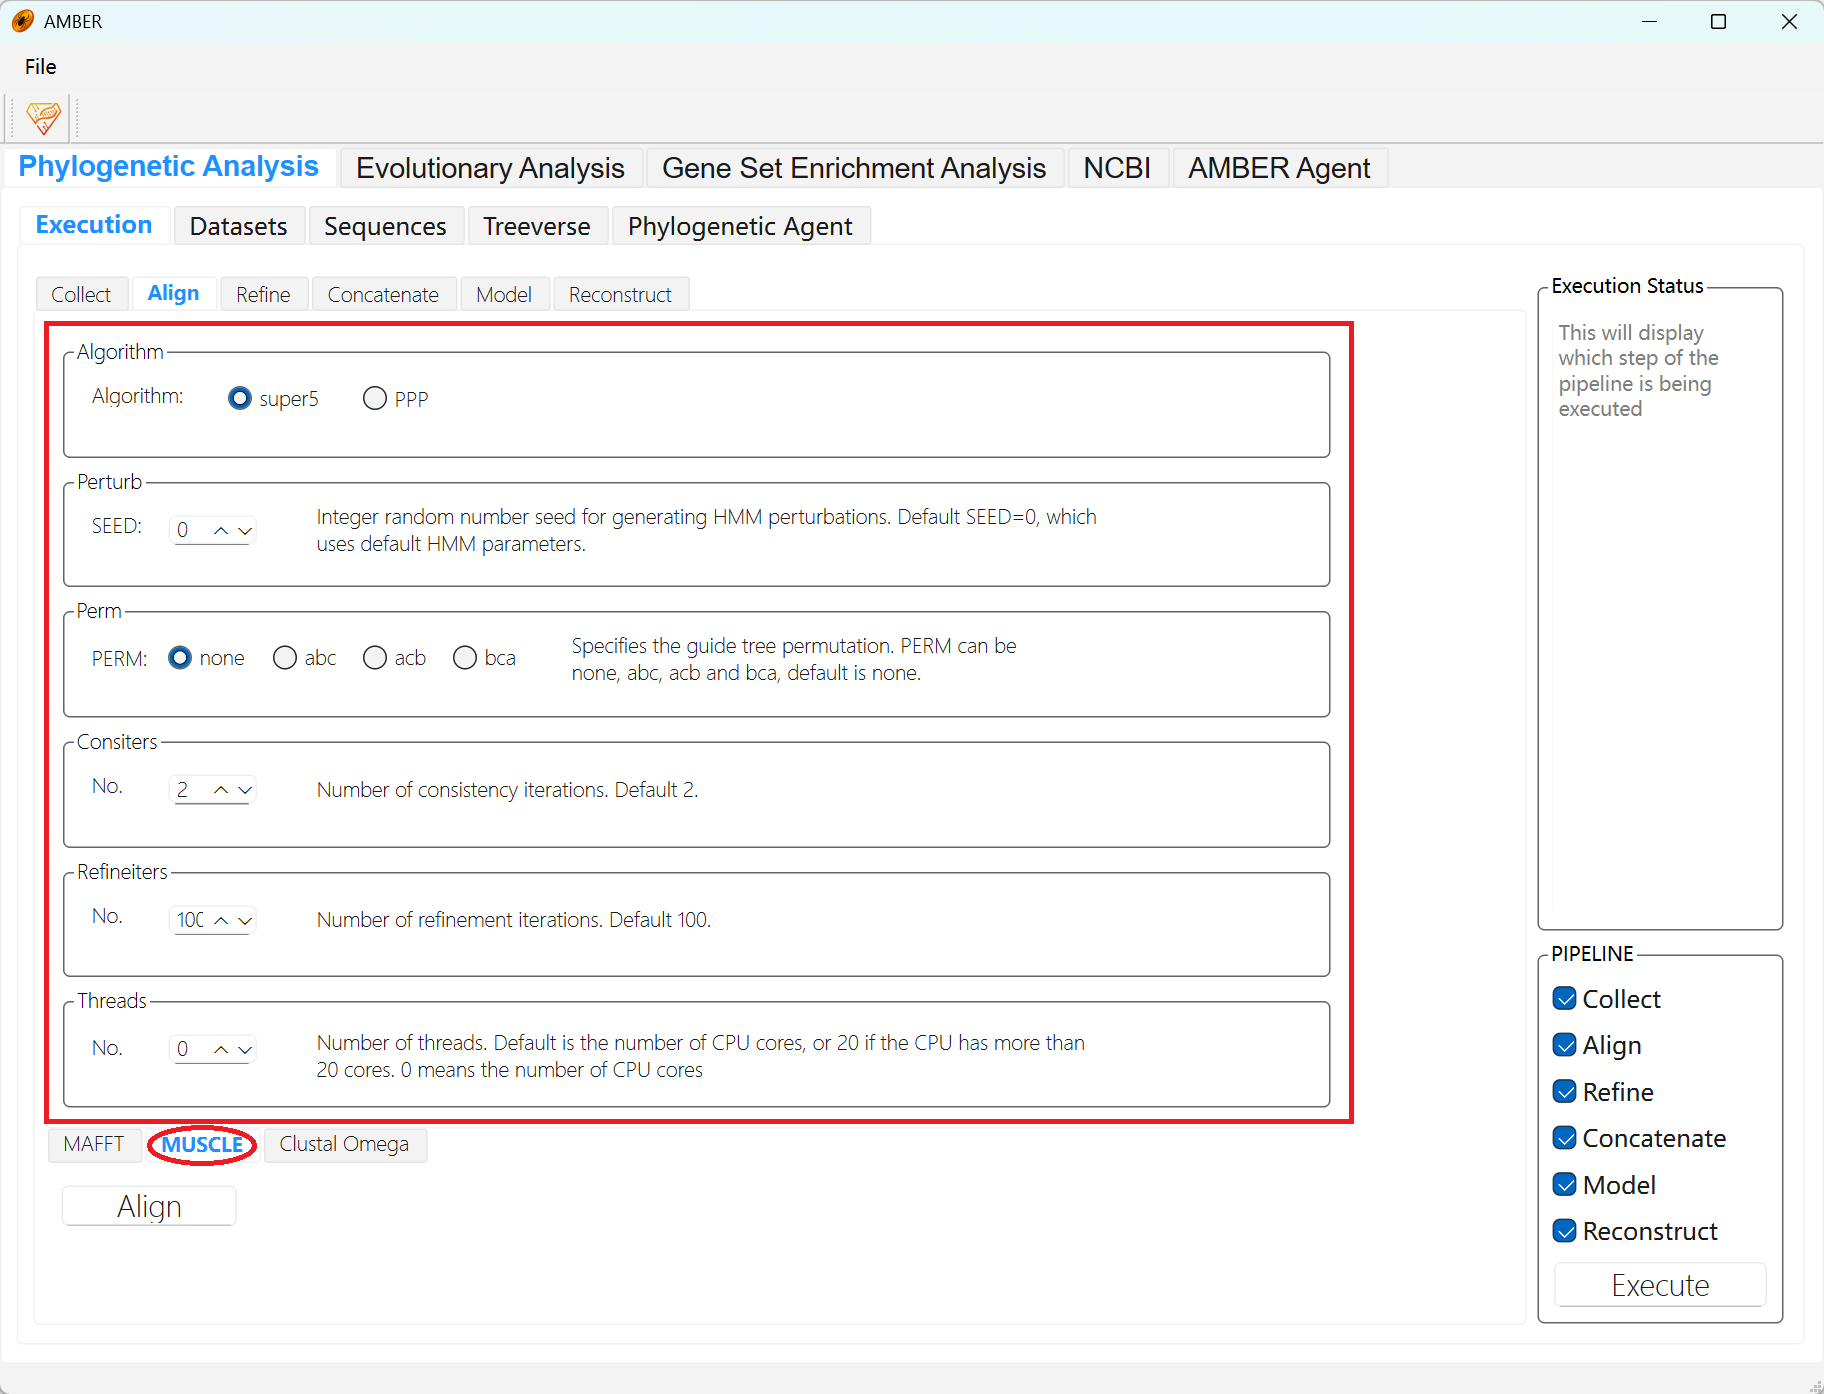 AMBER
File
Phylogenetic Analysis Evolutionary Analysis Gene Set Enrichment Analysis NCBI AMBER Agent
Execution Datasets Sequences Treeverse Phylogenetic Agent
Collect Align Refine Concatenate Model Reconstruct
Algorithm
Algorithm: super5 PPP
Perturb
SEED: 0
Integer random number seed for generating HMM perturbations. Default SEED=0, which
uses default HMM parameters.
Perm
PERM: none abc acb bca
Specifies the guide tree permutation. PERM can be
none, abc, acb and bca, default is none.
Consiters
No. 2 Number of consistency iterations. Default 2.
Refineiters
No. 100 Number of refinement iterations. Default 100.
Threads
No. 0
Number of threads. Default is the number of CPU cores, or 20 if the CPU has more than
20 cores. 0 means the number of CPU cores
MAFFT MUSCLE Clustal Omega
Align
Execution Status
This will display
which step of the
pipeline is being
executed
PIPELINE
Collect
Align
Refine
Concatenate
Model
Reconstruct
Execute